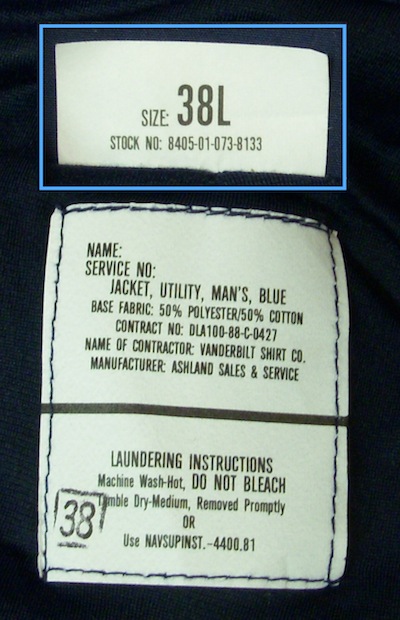 SIZE: 38L
STOCK NO: 8405-01-073-8133
NAME:
SERVICE NO:
JACKET, UTILITY, MAN'S, BLUE
BASE FABRIC: 50% POLYESTER/50% COTTON
CONTRACT NO: DLA100-88-C-0427
NAME OF CONTRACTOR: VANDERBILT SHIRT CO.
MANUFACTURER: ASHLAND SALES & SERVICE
LAUNDERING INSTRUCTIONS
Machine Wash-Hot, DO NOT BLEACH
Tumble Dry-Medium, Removed Promptly
38
OR
Use NAVSUPINST.-4400.81